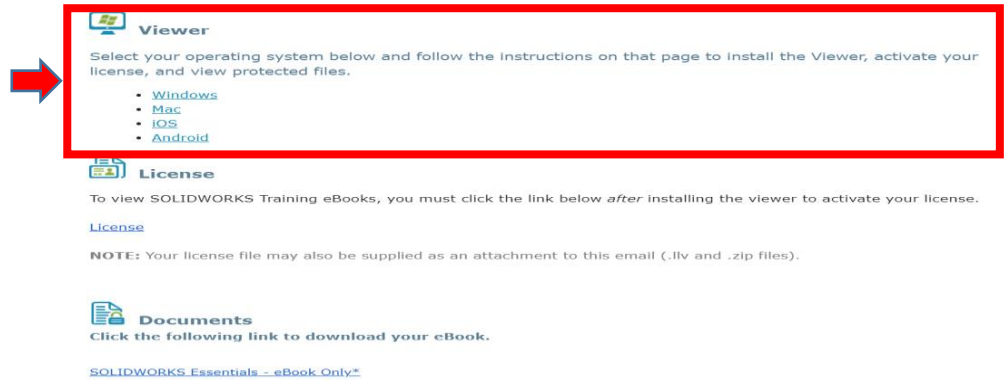 Viewer
Select your operating system below and follow the instructions on that page to install the Viewer, activate your
license, and view protected files.
• Windows
• Mac
• iOS
• Android
License
To view SOLIDWORKS Training eBooks, you must click the link below after installing the viewer to activate your license.
License
NOTE: Your license file may also be supplied as an attachment to this email (.llv and .zip files).
Documents
Click the following link to download your eBook.
SOLIDWORKS Essentials - eBook Only*